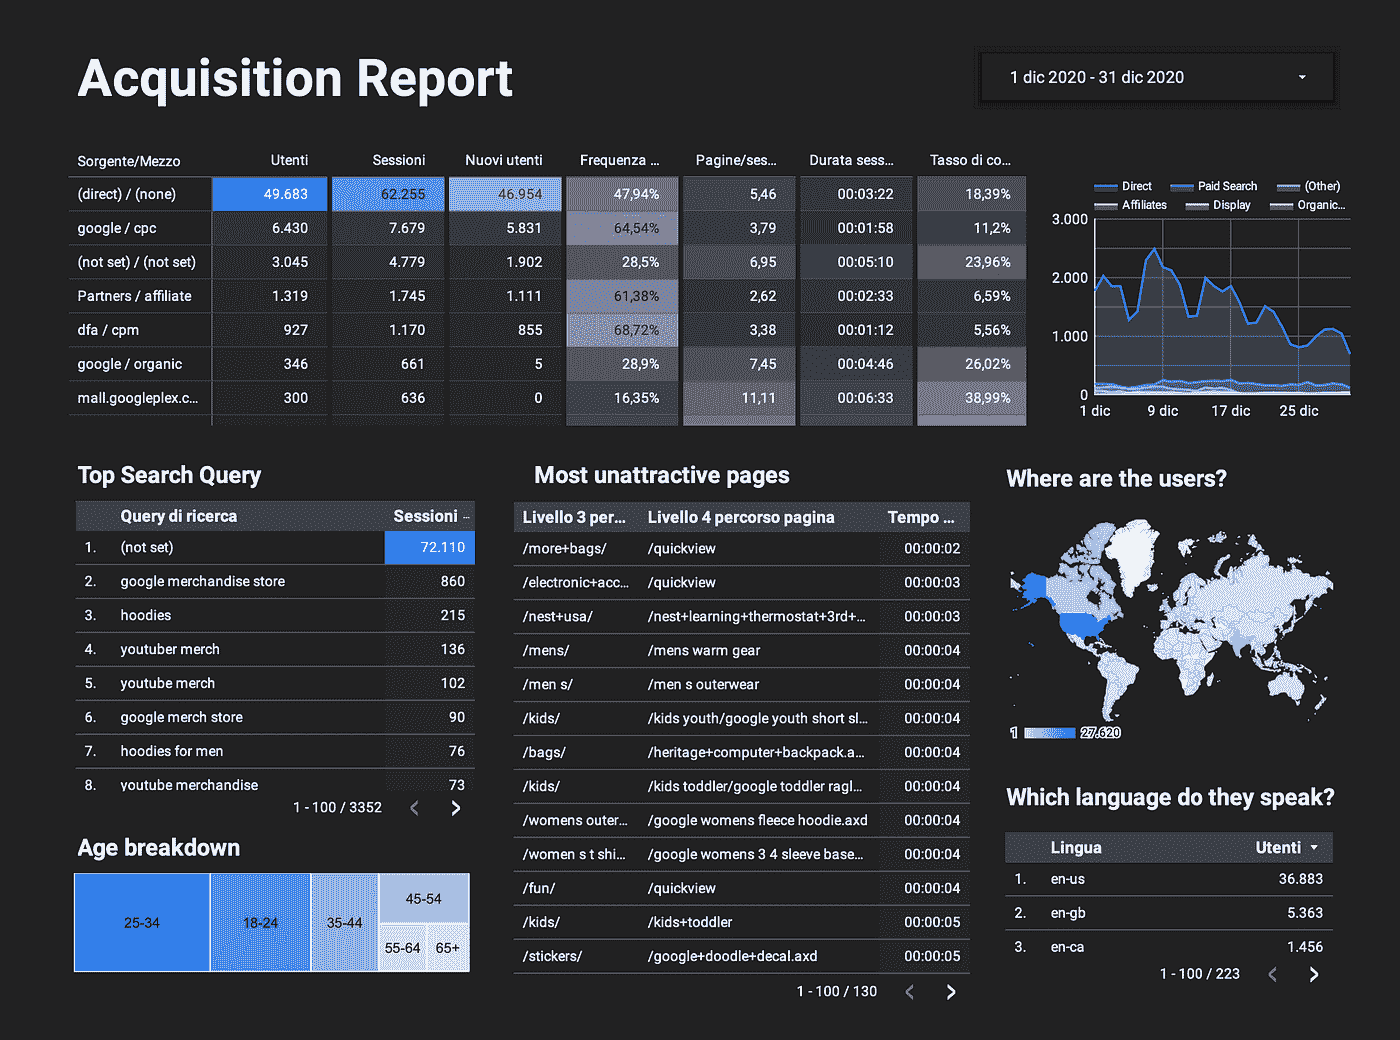 Acquisition Report
1 dic 2020 - 31 dic 2020
Sorgente/Mezzo Utenti Sessioni Nuovi utenti Frequenza ... Pagine/ses... Durata sess... Tasso di co...
(direct) / (none) 49.683 62.255 46.954 47,94% 5,46 00:03:22 18,39%
google / cpc 6.430 7.679 5.831 64,54% 3,79 00:01:58 11,2%
(not set) / (not set) 3.045 4.779 1.902 28,5% 6,95 00:05:10 23,96%
Partners / affiliate 1.319 1.745 1.111 61,38% 2,62 00:02:33 6,59%
dfa / cpm 927 1.170 855 68,72% 3,38 00:01:12 5,56%
google / organic 346 661 5 28,9% 7,45 00:04:46 26,02%
mall.googleplex.c... 300 636 0 16,35% 11,11 00:06:33 38,99%
Direct Paid Search (Other)
Affiliates Display Organic...
3.000
2.000
1.000
0
1 dic 9 dic 17 dic 25 dic
Top Search Query
Query di ricerca Sessioni ...
1. (not set) 72.110
2. google merchandise store 860
3. hoodies 215
4. youtuber merch 136
5. youtube merch 102
6. google merch store 90
7. hoodies for men 76
8. youtube merchandise 73
1 - 100 / 3352
Age breakdown
25-34 18-24 35-44 45-54
55-64 65+
Most unattractive pages
Livello 3 per... Livello 4 percorso pagina Tempo ...
/more+bags/ /quickview 00:00:02
/electronic+acc... /quickview 00:00:03
/nest+usa/ /nest+learning+thermostat+3rd+... 00:00:03
/mens/ /mens warm gear 00:00:04
/men s/ /men s outerwear 00:00:04
/kids/ /kids youth/google youth short sl... 00:00:04
/bags/ /heritage+computer+backpack.a... 00:00:04
/kids/ /kids toddler/google toddler ragl... 00:00:04
/womens outer... /google womens fleece hoodie.axd 00:00:04
/women s t shi... /google womens 3 4 sleeve base... 00:00:04
/fun/ /quickview 00:00:04
/kids/ /kids+toddler 00:00:05
/stickers/ /google+doodle+decal.axd 00:00:05
1 - 100 / 130
Where are the users?
1 27.620
Which language do they speak?
Lingua Utenti
1. en-us 36.883
2. en-gb 5.363
3. en-ca 1.456
1 - 100 / 223